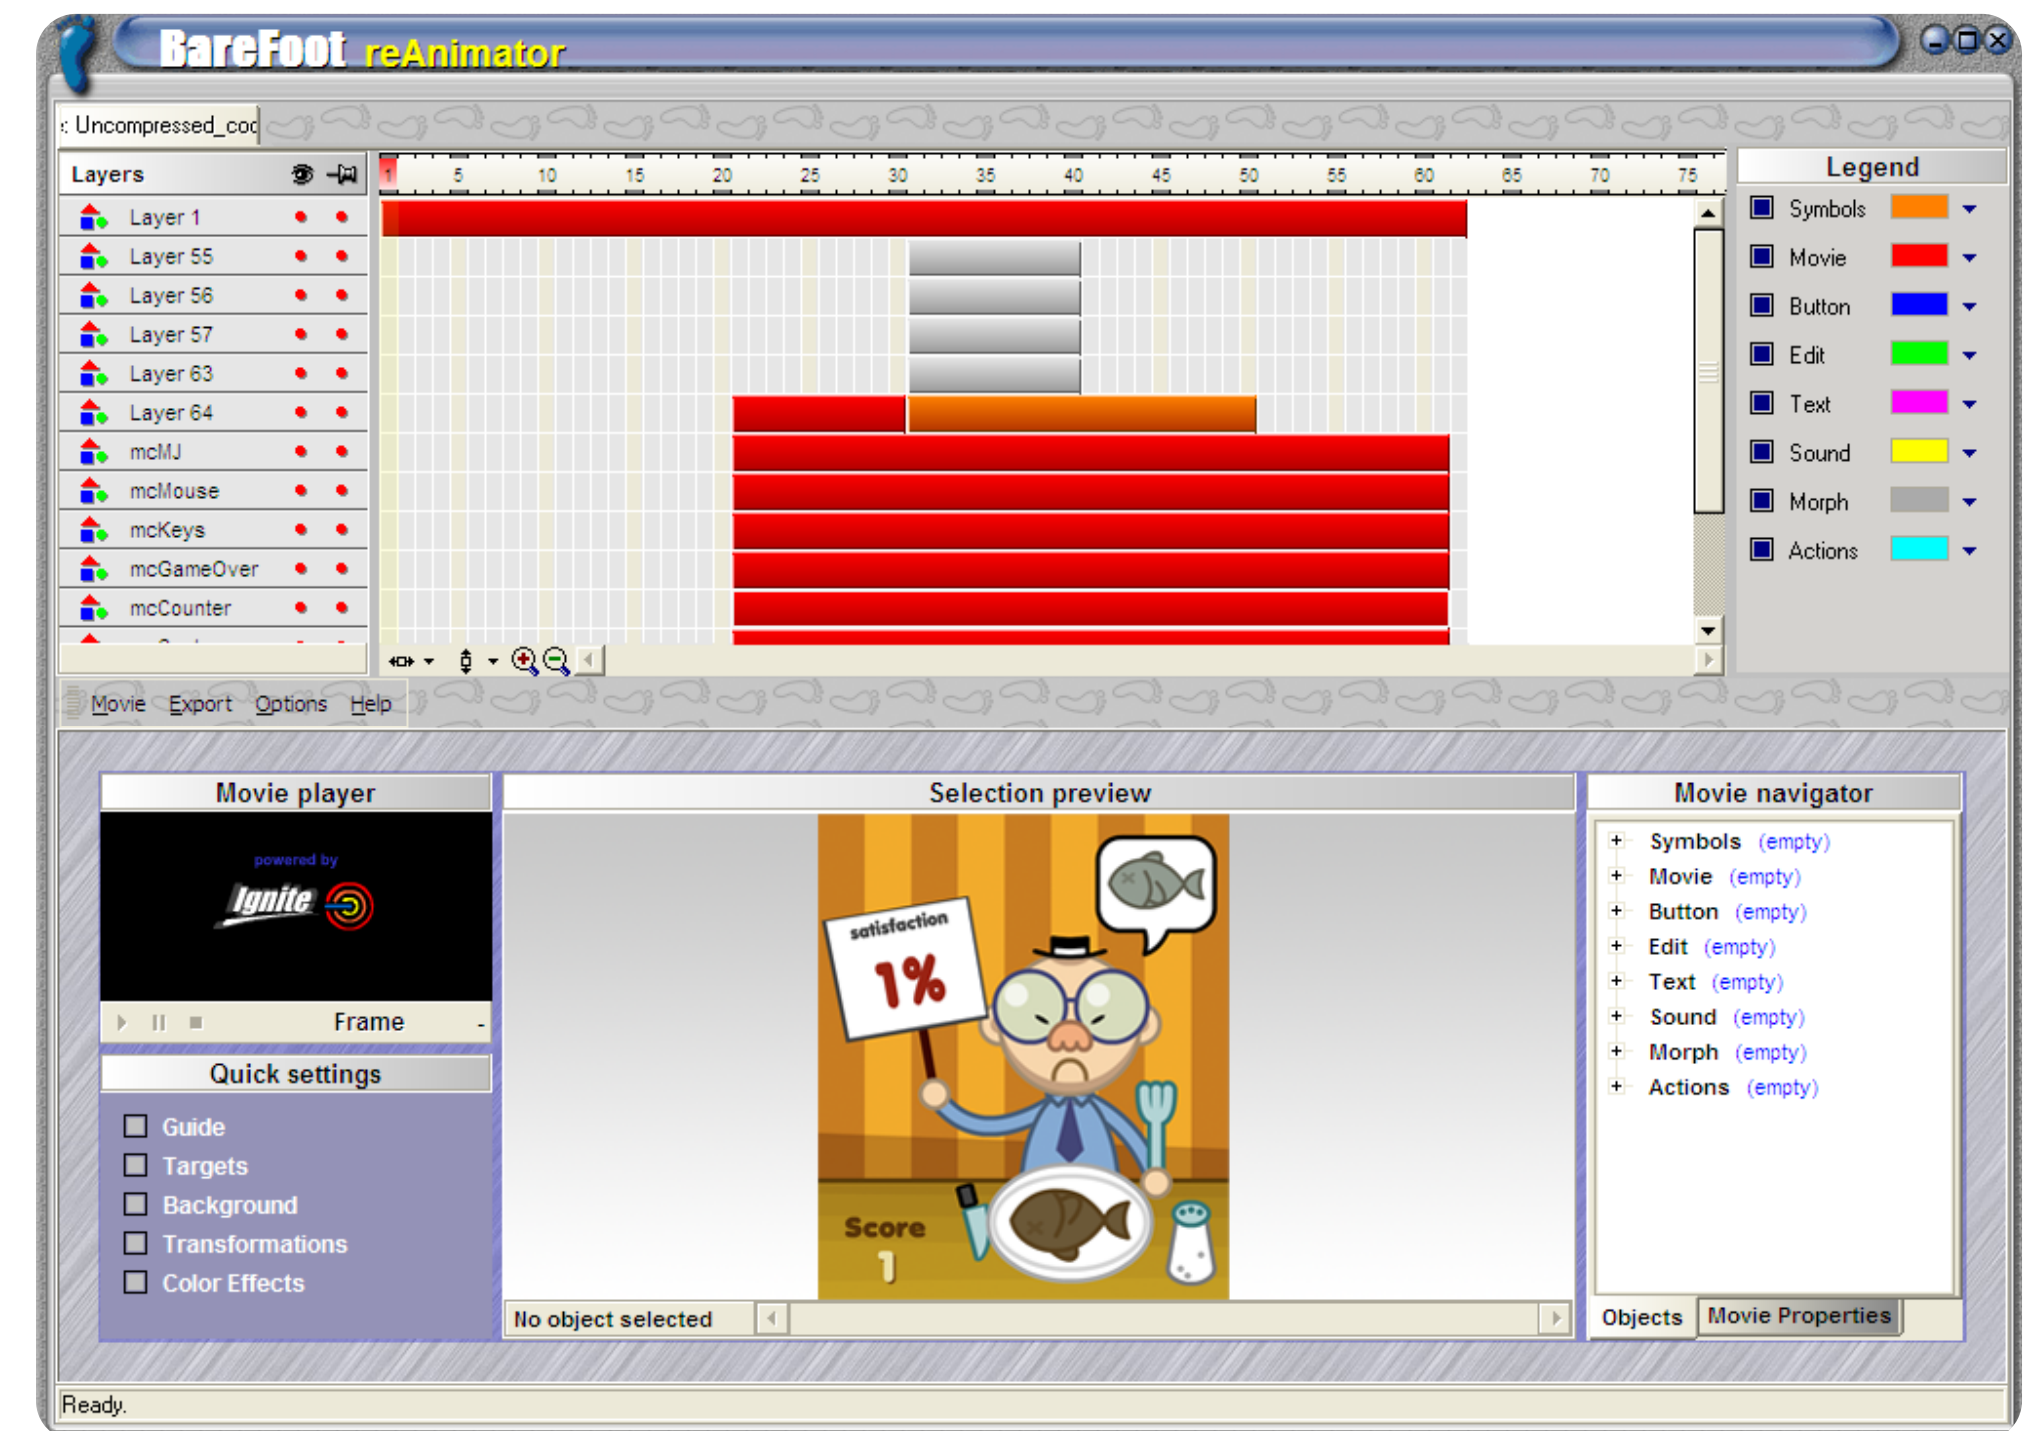 BareFoot reAnimator
: Uncompressed_coc
Layers
1 5 10 15 20 25 30 35 40 45 50 55 60 65 70 75
Legend
Layer 1
Layer 55
Layer 56
Layer 57
Layer 63
Layer 64
mcMJ
mcMouse
mcKeys
mcGameOver
mcCounter
Symbols
Movie
Button
Edit
Text
Sound
Morph
Actions
Movie Export Options Help
Movie player
powered by
Ignite
Frame -
Quick settings
Guide
Targets
Background
Transformations
Color Effects
Selection preview
satisfaction
1%
Score
1
No object selected
Movie navigator
Symbols (empty)
Movie (empty)
Button (empty)
Edit (empty)
Text (empty)
Sound (empty)
Morph (empty)
Actions (empty)
Objects Movie Properties
Ready.